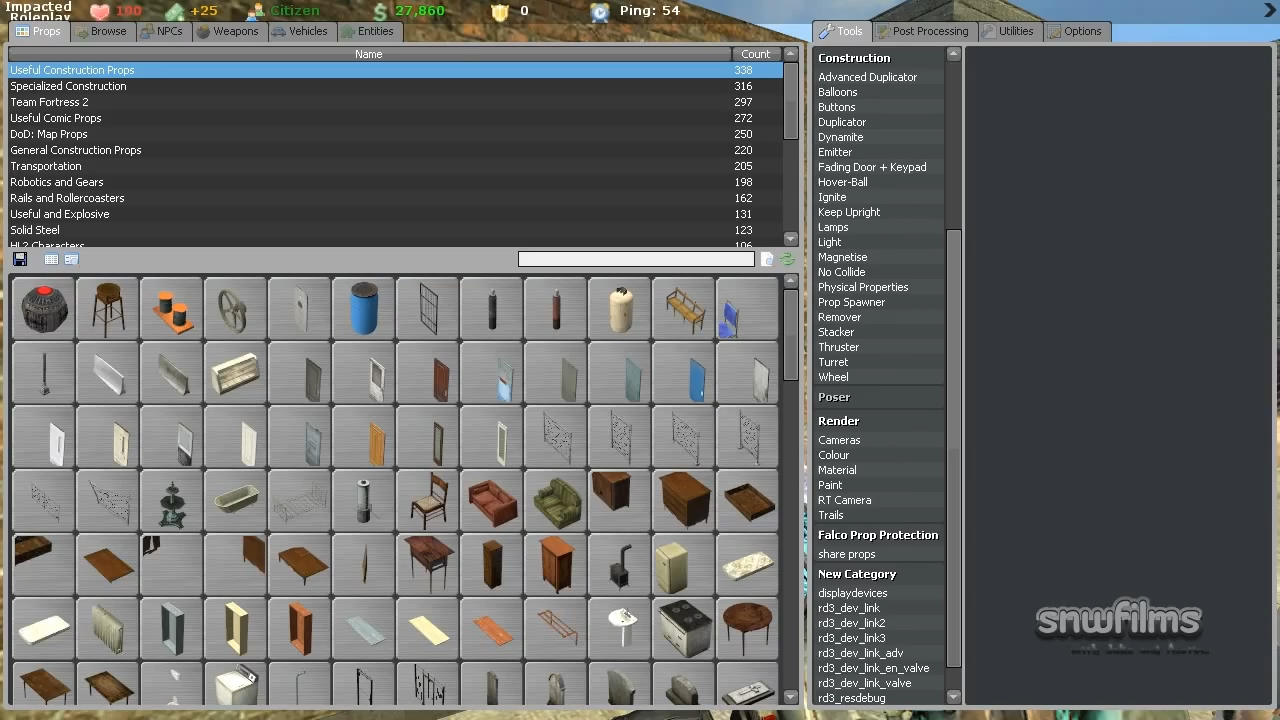 Impacted Roleplay 100 +25 Citizen $ 27,860 0 Ping: 54
Props Browse NPCs Weapons Vehicles Entities
Tools Post Processing Utilities Options
Name Count
Useful Construction Props 338
Specialized Construction 316
Team Fortress 2 297
Useful Comic Props 272
DoD: Map Props 250
General Construction Props 220
Transportation 205
Robotics and Gears 198
Rails and Rollercoasters 162
Useful and Explosive 131
Solid Steel 123
HL2 Characters 106
Construction
Advanced Duplicator
Balloons
Buttons
Duplicator
Dynamite
Emitter
Fading Door + Keypad
Hover-Ball
Ignite
Keep Upright
Lamps
Light
Magnetise
No Collide
Physical Properties
Prop Spawner
Remover
Stacker
Thruster
Turret
Wheel
Poser
Render
Cameras
Colour
Material
Paint
RT Camera
Trails
Falco Prop Protection
share props
New Category
displaydevices
rd3_dev_link
rd3_dev_link2
rd3_dev_link3
rd3_dev_link_adv
rd3_dev_link_en_valve
rd3_dev_link_valve
rd3_resdebug
snwfilms